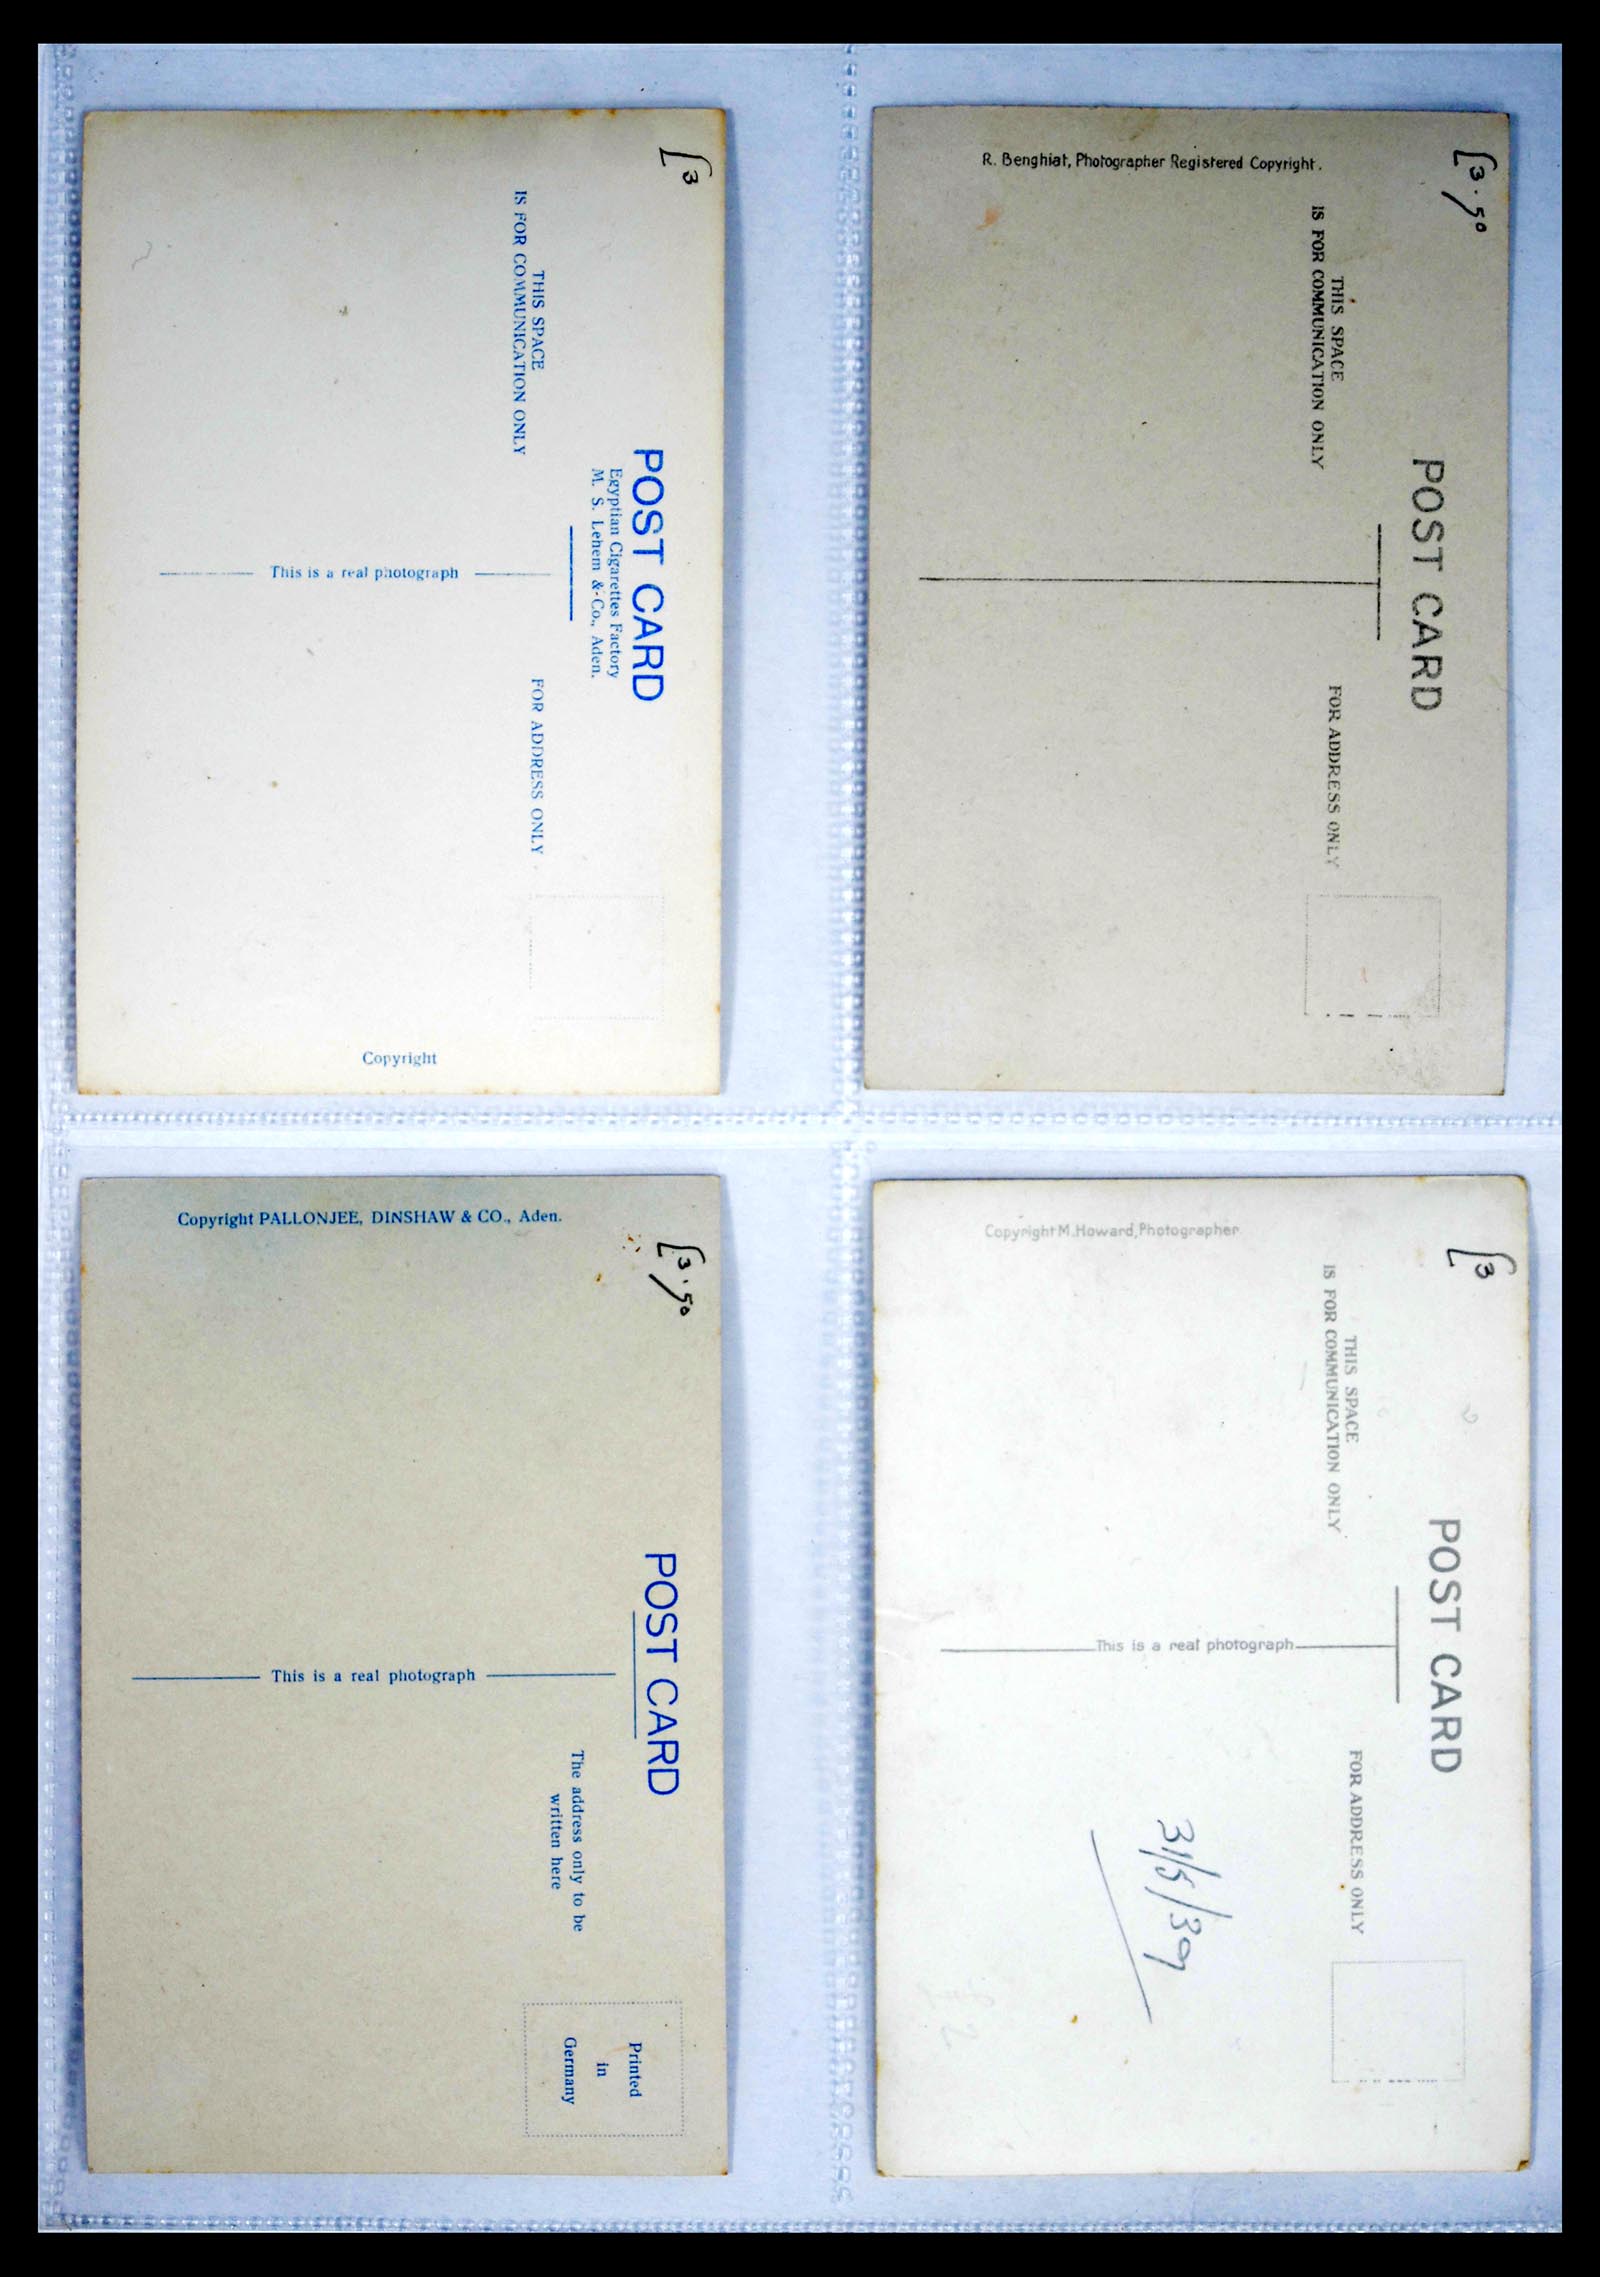 £3
POST CARD
Egyptian Cigarettes Factory
M. S. Lehem & Co., Aden.
THIS SPACE
IS FOR COMMUNICATION ONLY
FOR ADDRESS ONLY
This is a real photograph
Copyright
£3.50
R. Benghiat, Photographer Registered Copyright.
POST CARD
THIS SPACE
IS FOR COMMUNICATION ONLY
FOR ADDRESS ONLY
Copyright PALLONJEE, DINSHAW & CO., Aden.
£3.50
POST CARD
This is a real photograph
The address only to be
written here
Printed
in
Germany
£3
Copyright M. Howard, Photographer
POST CARD
THIS SPACE
IS FOR COMMUNICATION ONLY
FOR ADDRESS ONLY
This is a real photograph
31/5/39